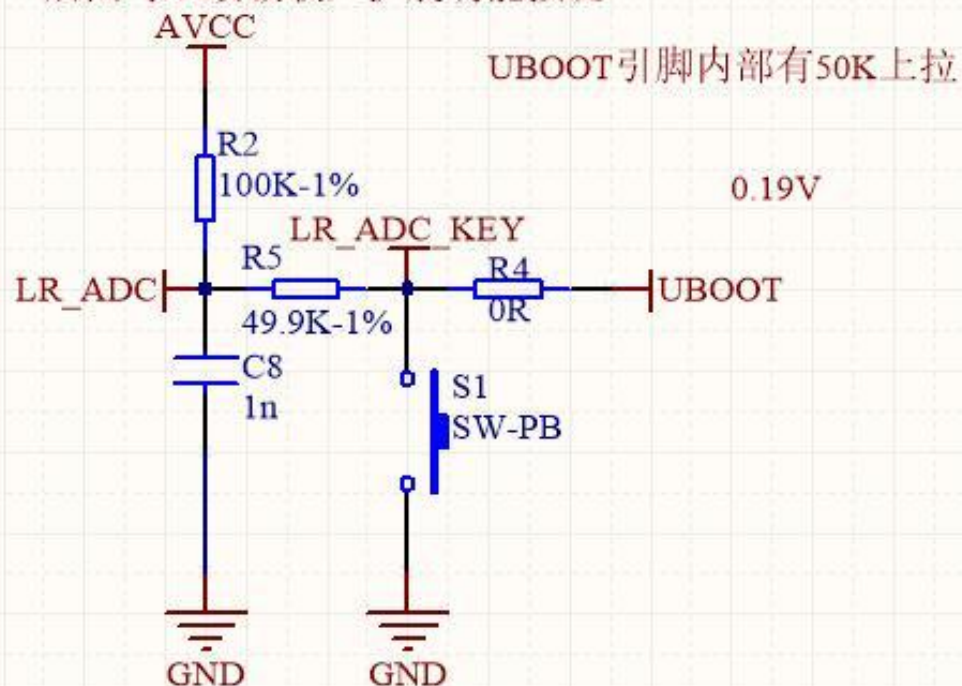 AVCC
UBOOT引脚内部有50K上拉
R2
100K-1%
0.19V
LR_ADC_KEY
R5
R4
LR_ADC
UBOOT
49.9K-1%
0R
C8
1n
S1
SW-PB
GND
GND